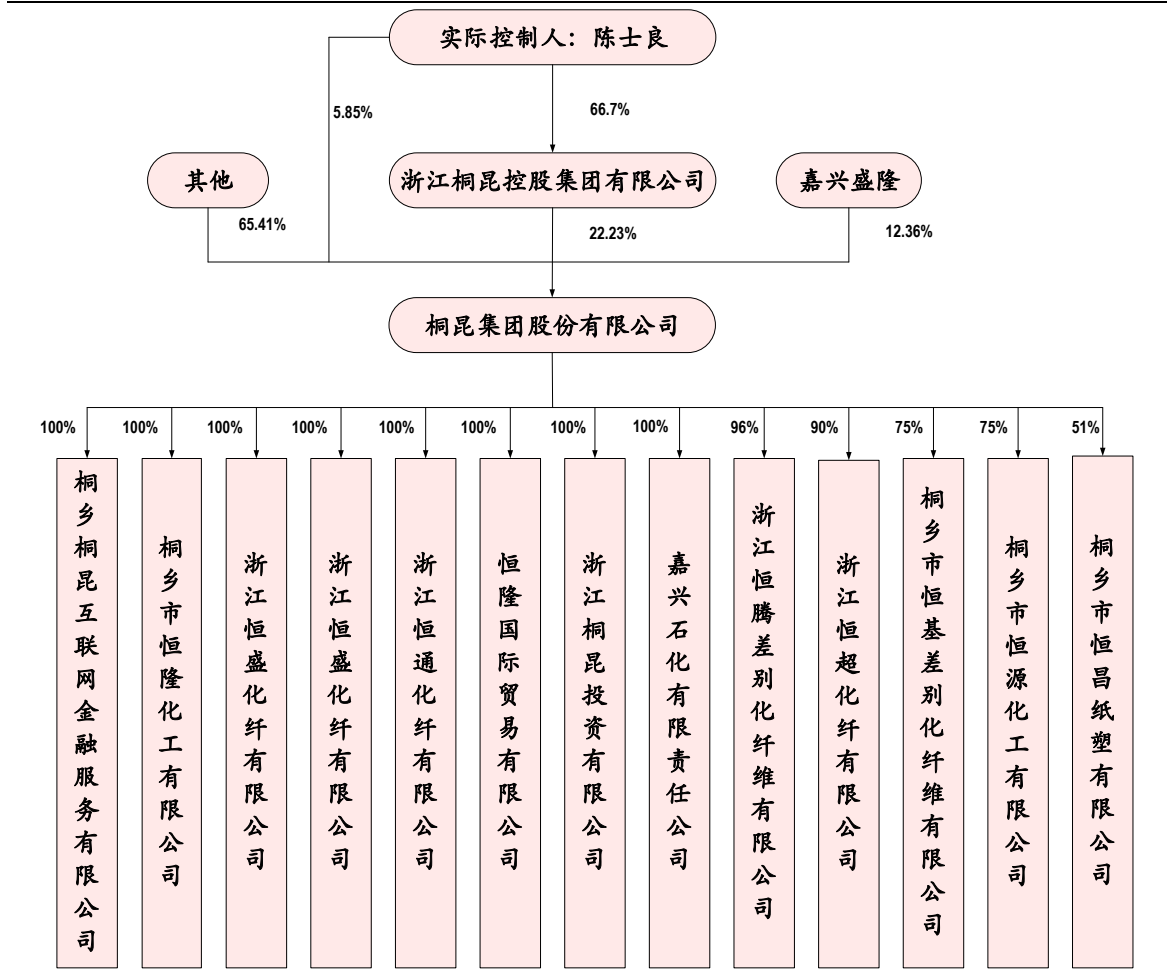 实际控制人：陈士良
5.85%
66.7%
其他
浙江桐昆控股集团有限公司
嘉兴盛隆
65.41%
22.23%
12.36%
桐昆集团股份有限公司
100%
100%
100%
100%
100%
100%
100%
100%
96%
90%
75%
75%
51%
桐乡桐昆互联网金融服务有限公司
桐乡市恒隆化工有限公司
浙江恒盛化纤有限公司
浙江恒盛化纤有限公司
浙江恒通化纤有限公司
恒隆国际贸易有限公司
浙江桐昆投资有限公司
嘉兴石化有限责任公司
浙江恒腾差别化纤维有限公司
浙江恒超化纤有限公司
桐乡市恒基差别化纤维有限公司
桐乡市恒源化工有限公司
桐乡市恒昌纸塑有限公司